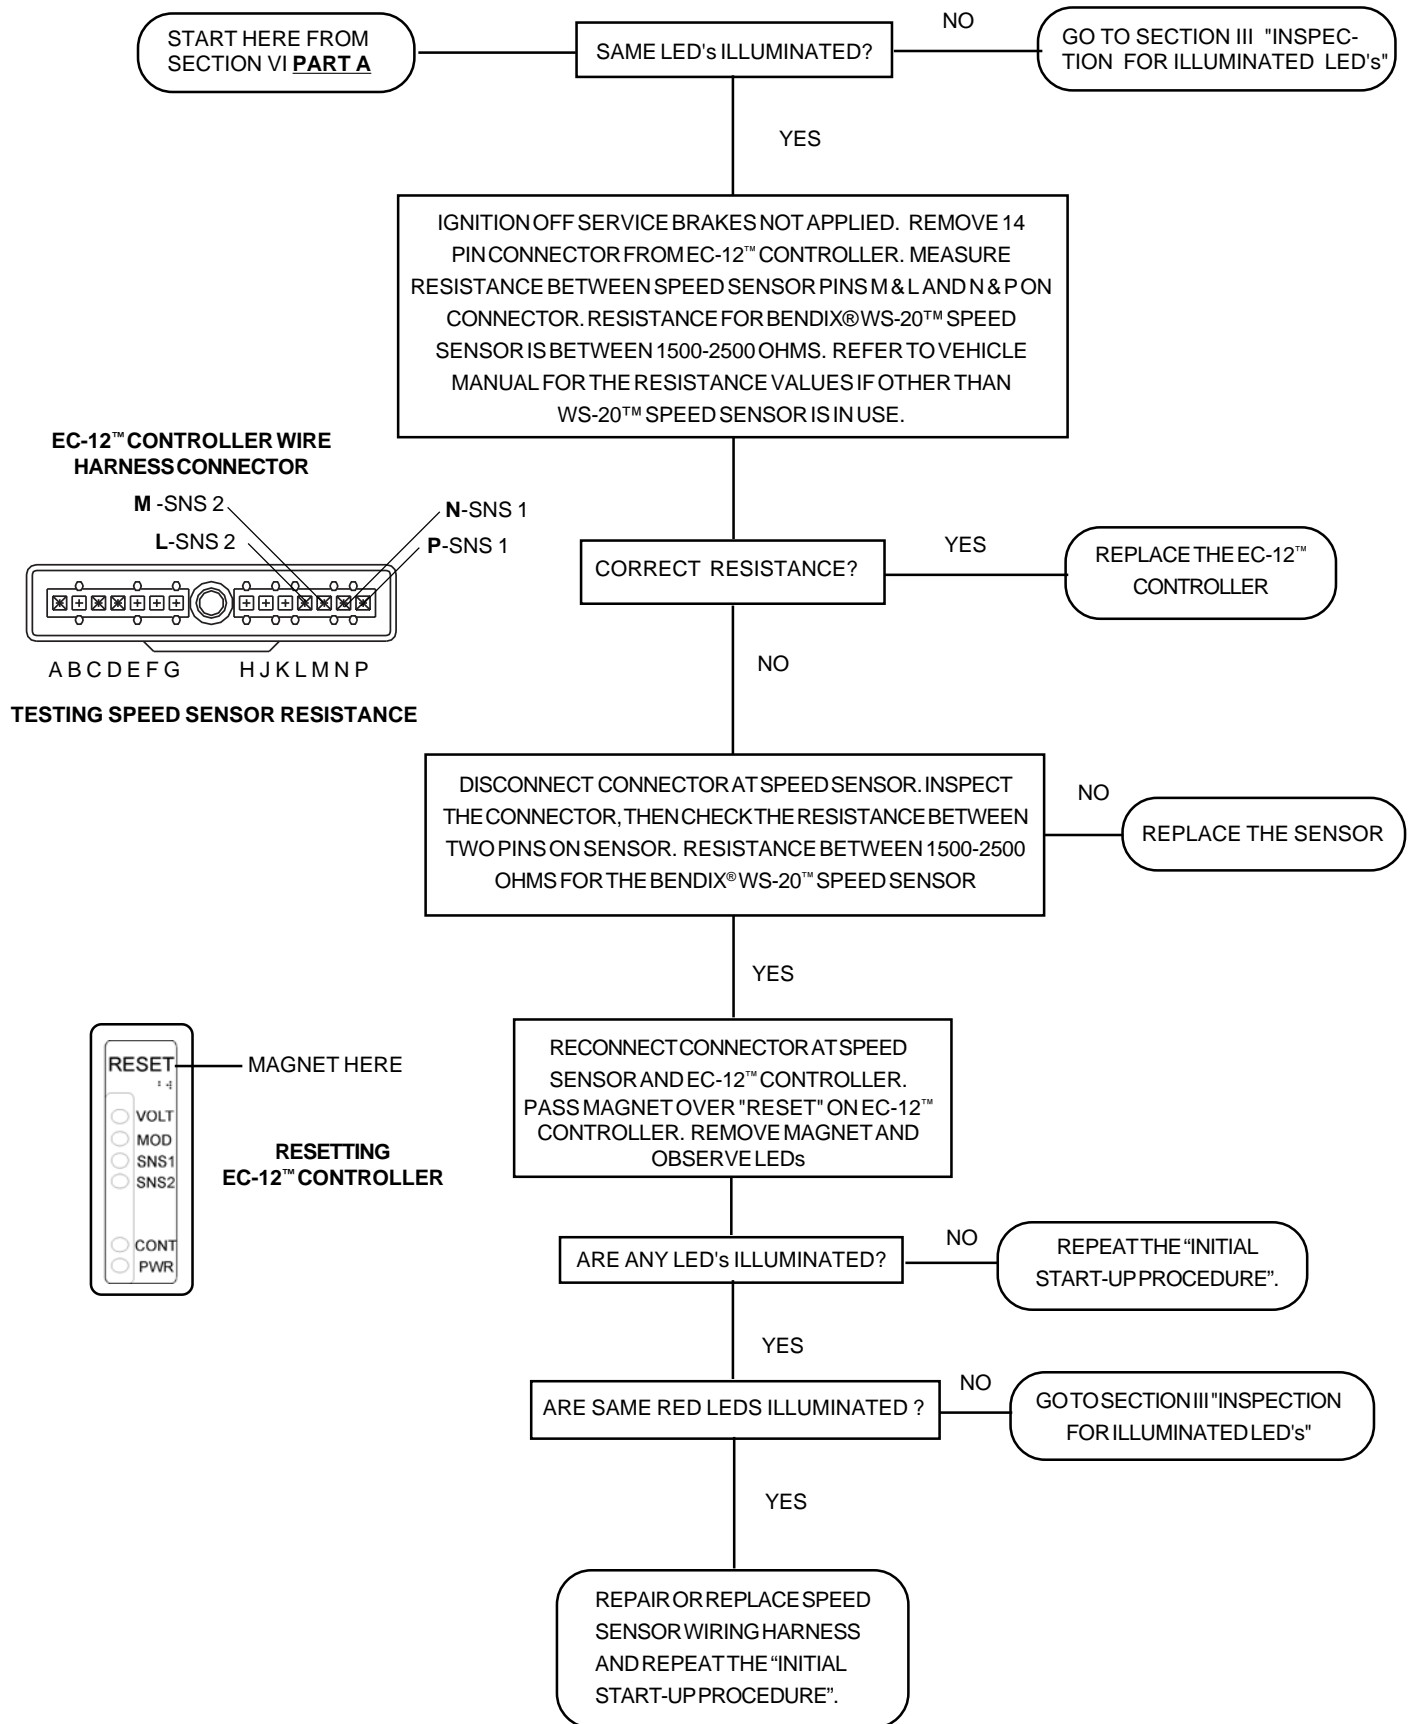 START HERE FROM
SECTION VI PART A
SAME LED's ILLUMINATED?
NO
GO TO SECTION III "INSPEC-
TION FOR ILLUMINATED LED's"
YES
IGNITION OFF SERVICE BRAKES NOT APPLIED. REMOVE 14
PIN CONNECTOR FROM EC-12™ CONTROLLER. MEASURE
RESISTANCE BETWEEN SPEED SENSOR PINS M & L AND N & P ON
CONNECTOR. RESISTANCE FOR BENDIX® WS-20™ SPEED
SENSOR IS BETWEEN 1500-2500 OHMS. REFER TO VEHICLE
MANUAL FOR THE RESISTANCE VALUES IF OTHER THAN
WS-20™ SPEED SENSOR IS IN USE.
EC-12™ CONTROLLER WIRE
HARNESS CONNECTOR
M -SNS 2
L-SNS 2
N-SNS 1
P-SNS 1
A B C D E F G H J K L M N P
TESTING SPEED SENSOR RESISTANCE
CORRECT RESISTANCE?
YES
REPLACE THE EC-12™
CONTROLLER
NO
DISCONNECT CONNECTOR AT SPEED SENSOR. INSPECT
THE CONNECTOR, THEN CHECK THE RESISTANCE BETWEEN
TWO PINS ON SENSOR. RESISTANCE BETWEEN 1500-2500
OHMS FOR THE BENDIX® WS-20™ SPEED SENSOR
NO
REPLACE THE SENSOR
YES
RECONNECT CONNECTOR AT SPEED
SENSOR AND EC-12™ CONTROLLER.
PASS MAGNET OVER "RESET" ON EC-12™
CONTROLLER. REMOVE MAGNET AND
OBSERVE LEDs
RESET
MAGNET HERE
VOLT
MOD
SNS1
SNS2
CONT
PWR
RESETTING
EC-12™ CONTROLLER
ARE ANY LED's ILLUMINATED?
NO
REPEAT THE “INITIAL
START-UP PROCEDURE”.
YES
ARE SAME RED LEDS ILLUMINATED ?
NO
GO TO SECTION III "INSPECTION
FOR ILLUMINATED LED's"
YES
REPAIR OR REPLACE SPEED
SENSOR WIRING HARNESS
AND REPEAT THE “INITIAL
START-UP PROCEDURE”.